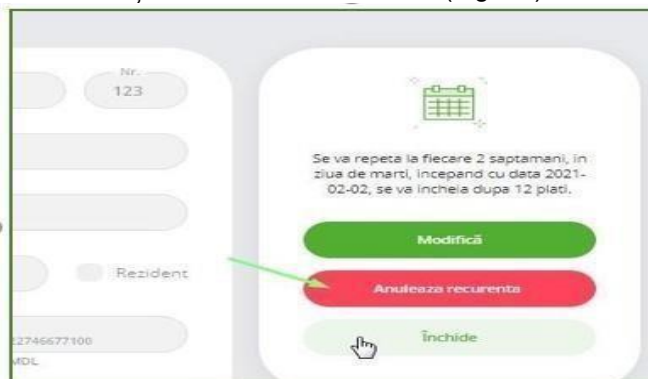 Nr.
123
Rezident
22746677100
MDL
Se va repeta la fiecare 2 saptamani, in
ziua de marti, incepand cu data 2021-
02-02, se va incheia dupa 12 plati.
Modifică
Anuleaza recurenta
Închide